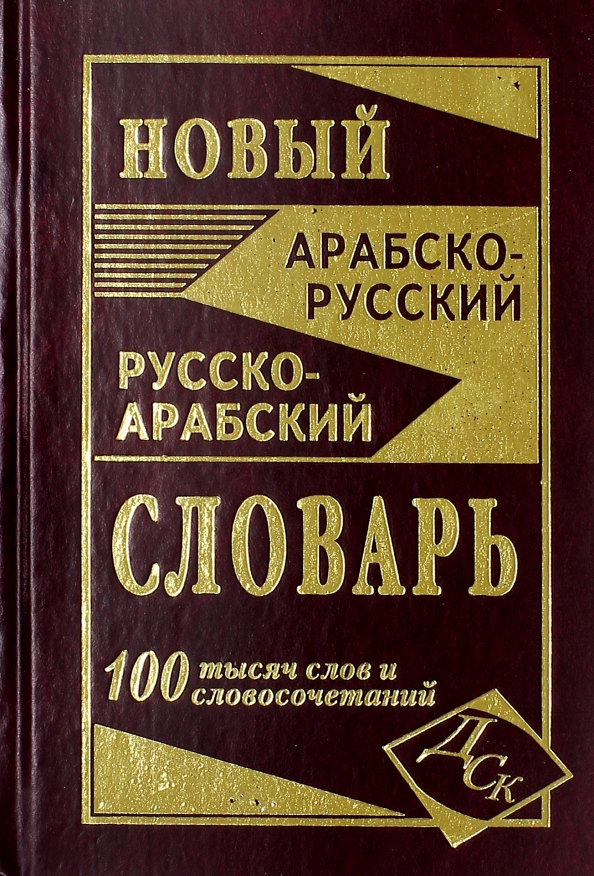 НОВЫЙ
АРАБСКО-
РУССКИЙ
РУССКО-
АРАБСКИЙ
СЛОВАРЬ
100 тысяч слов и
словосочетаний
ДСК